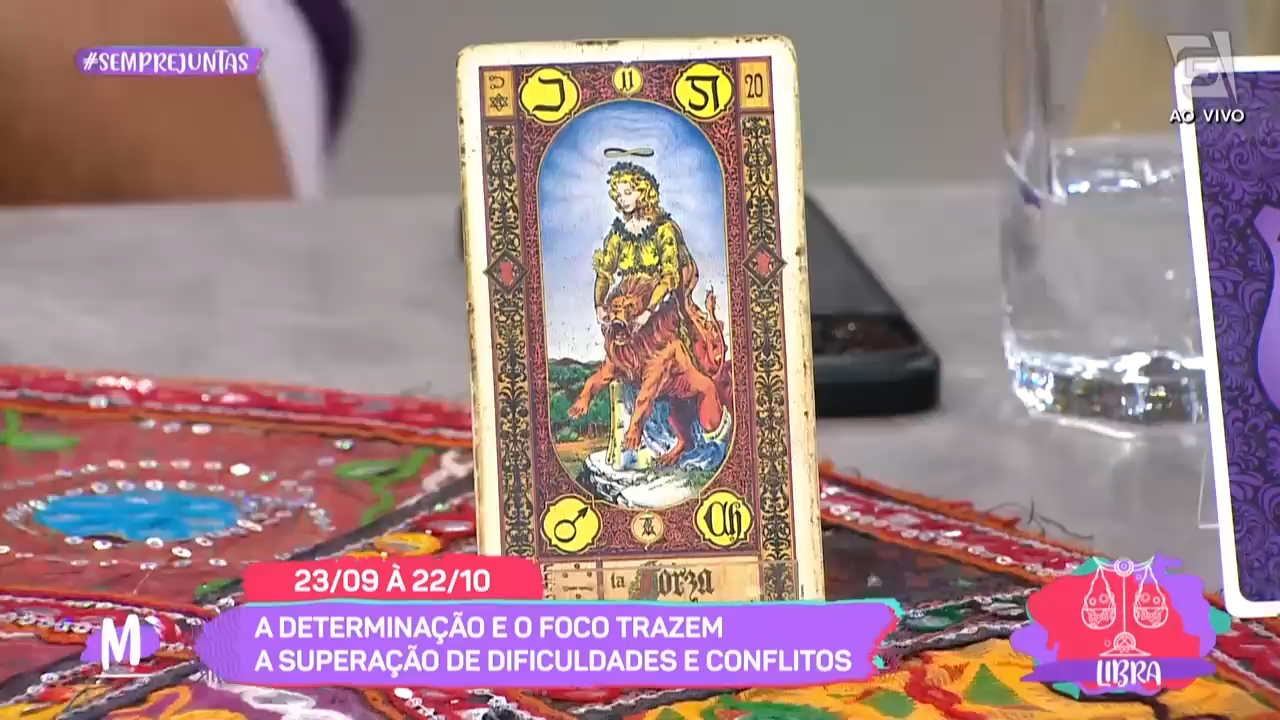 #SEMPREJUNTAS
AO VIVO
11
20
la Forza
23/09 À 22/10
M
A DETERMINAÇÃO E O FOCO TRAZEM
A SUPERAÇÃO DE DIFICULDADES E CONFLITOS
LIBRA